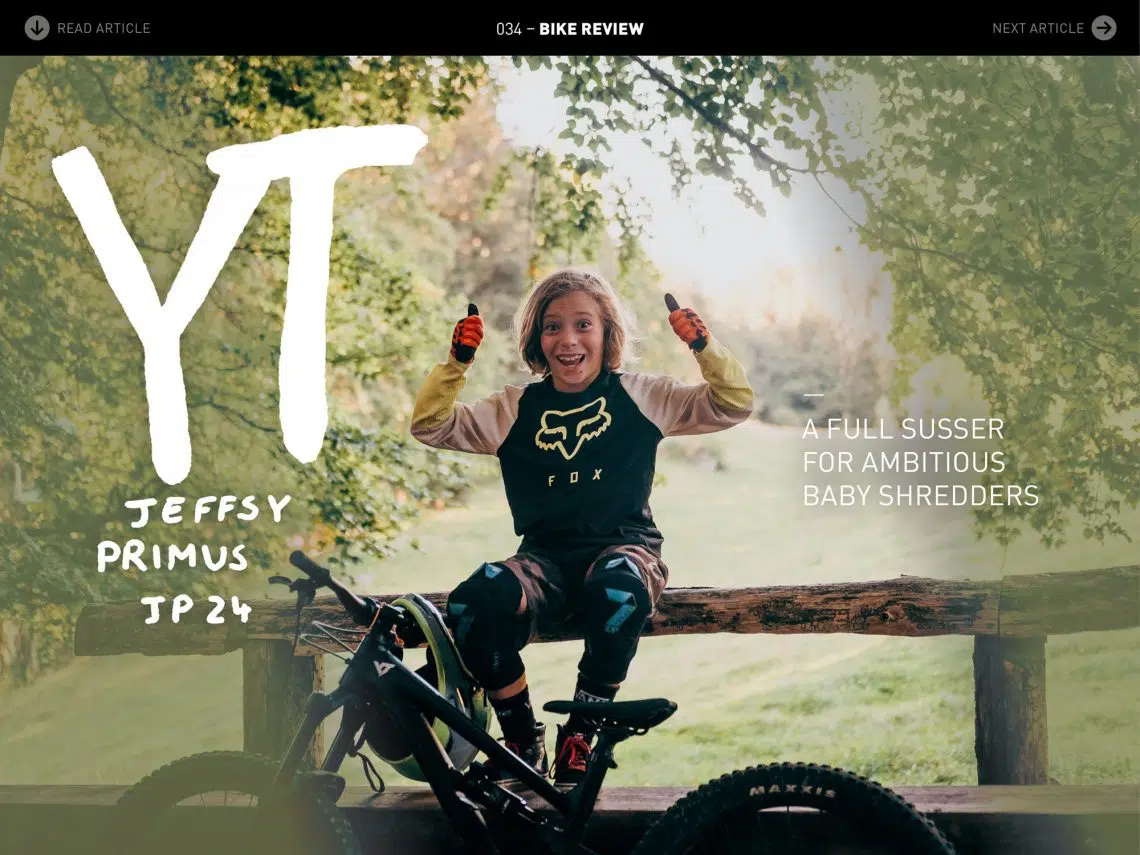 READ ARTICLE
034 – BIKE REVIEW
NEXT ARTICLE
YT
JEFFSY
PRIMUS
JP 24
A FULL SUSSER
FOR AMBITIOUS
BABY SHREDDERS
FOX
MAXXIS